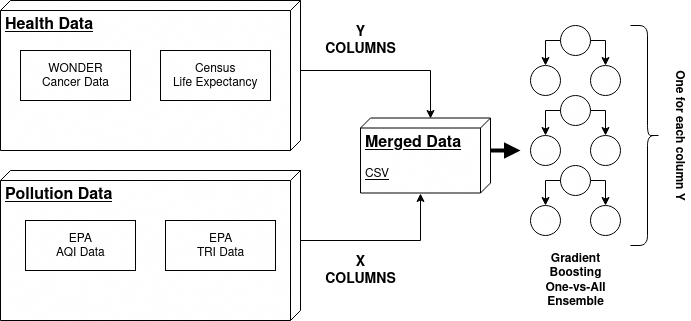 Health Data
WONDER
Cancer Data
Census
Life Expectancy
Y
COLUMNS
Merged Data
CSV
Pollution Data
EPA
AQI Data
EPA
TRI Data
X
COLUMNS
One for each column Y
Gradient
Boosting
One-vs-All
Ensemble